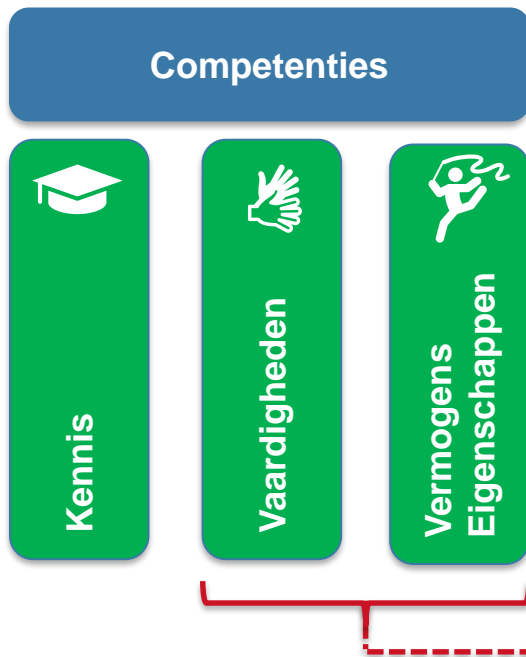 Competenties
Kennis
Vaardigheden
Vermogens
Eigenschappen